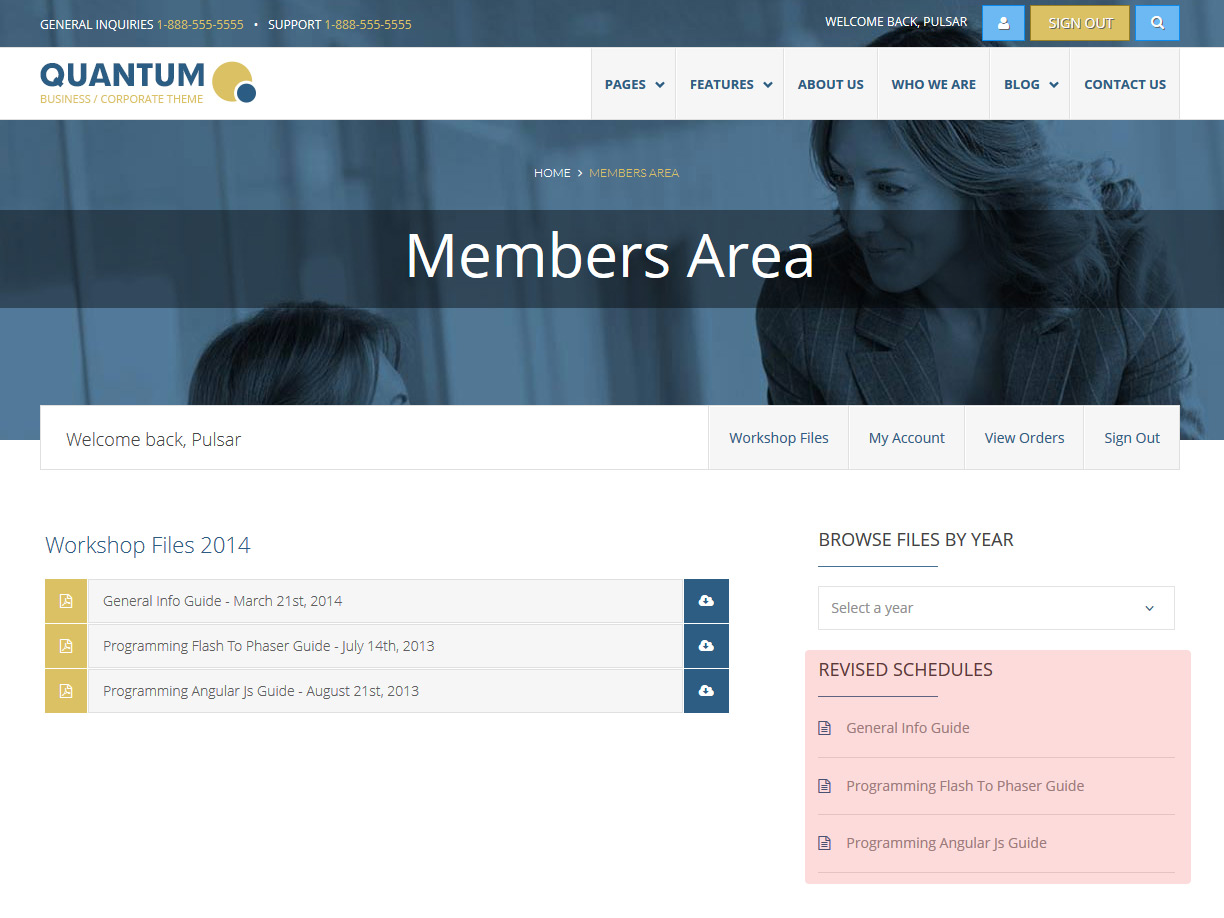 GENERAL INQUIRIES 1-888-555-5555 • SUPPORT 1-888-555-5555
WELCOME BACK, PULSAR
SIGN OUT
QUANTUM
BUSINESS / CORPORATE THEME
PAGES
FEATURES
ABOUT US
WHO WE ARE
BLOG
CONTACT US
HOME > MEMBERS AREA
Members Area
Welcome back, Pulsar
Workshop Files
My Account
View Orders
Sign Out
Workshop Files 2014
General Info Guide - March 21st, 2014
Programming Flash To Phaser Guide - July 14th, 2013
Programming Angular Js Guide - August 21st, 2013
BROWSE FILES BY YEAR
Select a year
REVISED SCHEDULES
General Info Guide
Programming Flash To Phaser Guide
Programming Angular Js Guide